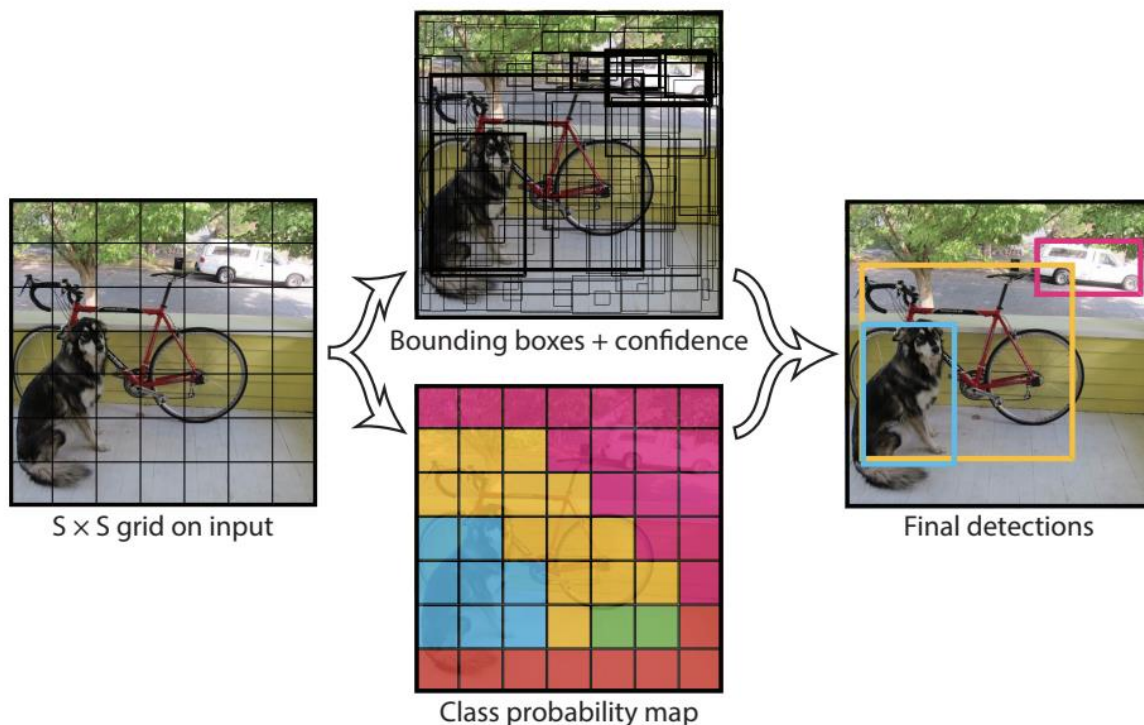 S × S grid on input
Bounding boxes + confidence
Class probability map
Final detections